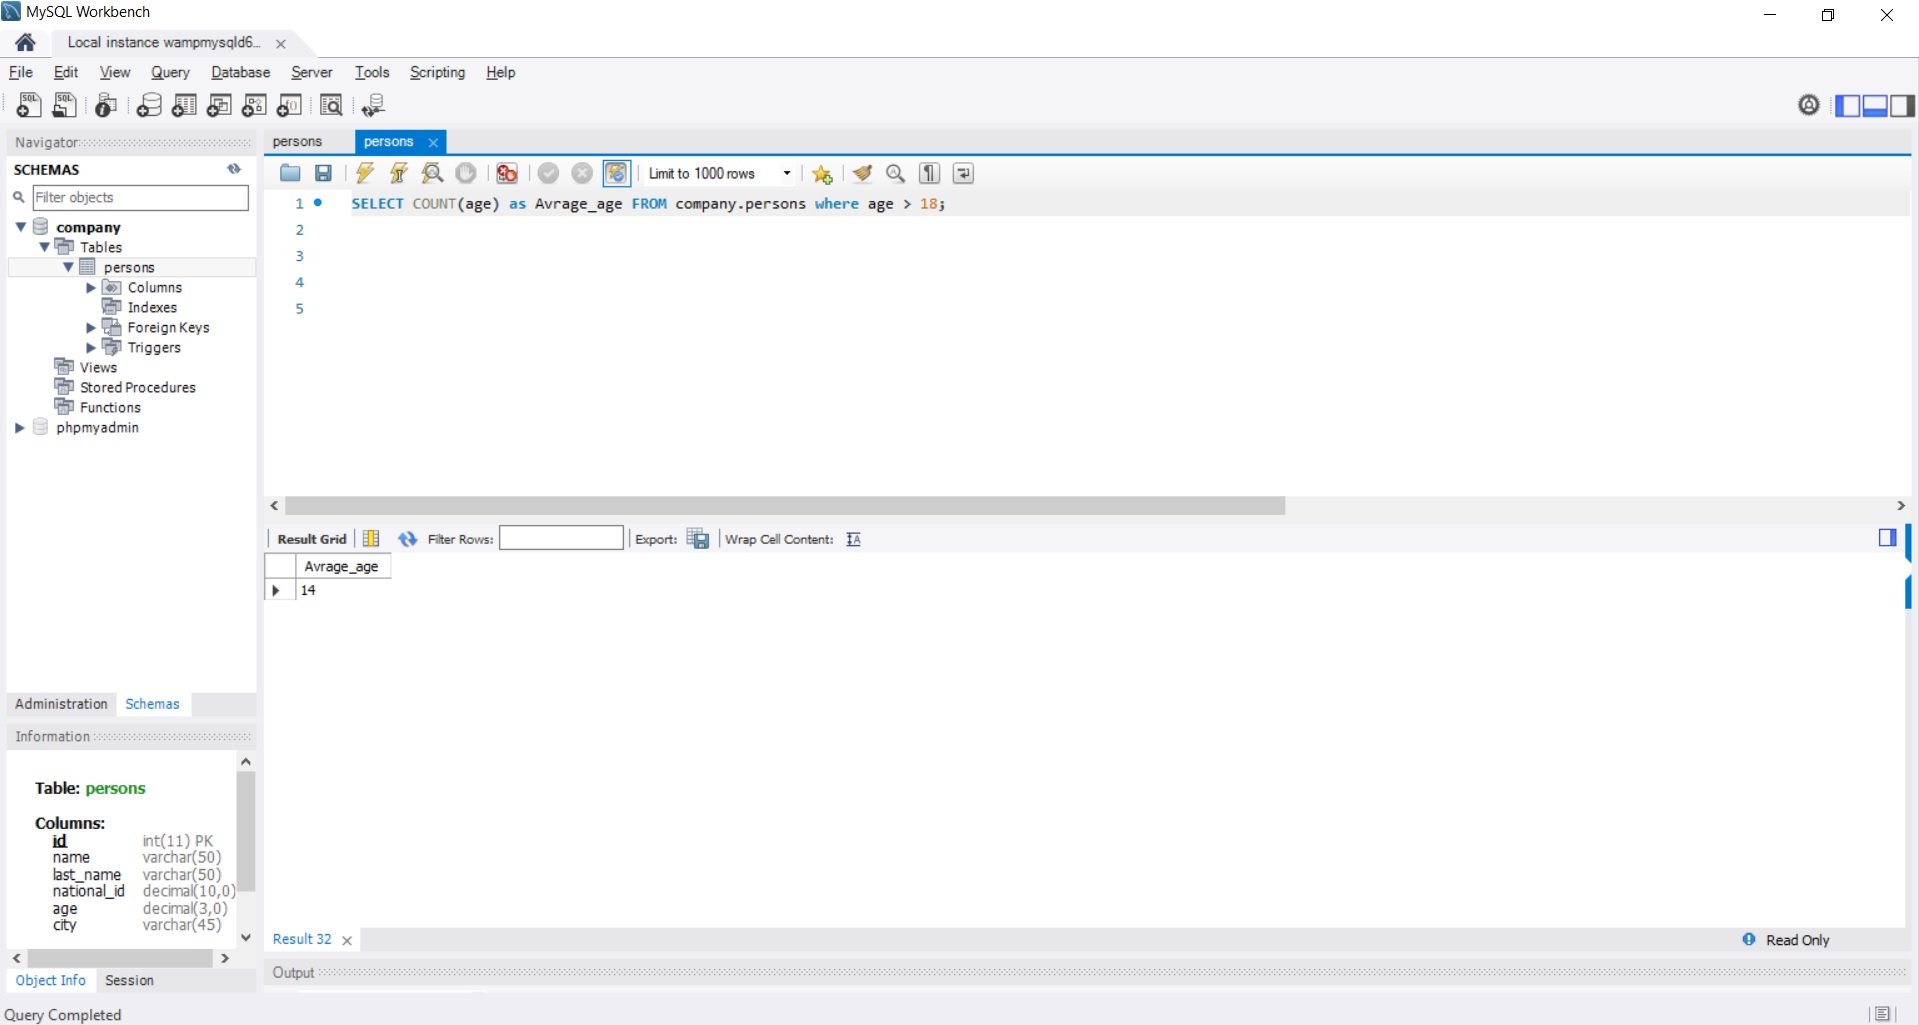 MySQL Workbench
Local instance wampmysqld6...
File Edit View Query Database Server Tools Scripting Help
Navigator
SCHEMAS
Filter objects
company
Tables
persons
Columns
Indexes
Foreign Keys
Triggers
Views
Stored Procedures
Functions
phpmyadmin
Administration Schemas
Information
Table: persons
Columns:
id int(11) PK
name varchar(50)
last_name varchar(50)
national_id decimal(10,0)
age decimal(3,0)
city varchar(45)
Object Info Session
persons persons
Limit to 1000 rows
1 SELECT COUNT(age) as Avrage_age FROM company.persons where age > 18;
2
3
4
5
Result Grid Filter Rows: Export: Wrap Cell Content:
Avrage_age
14
Result 32 Read Only
Output
Query Completed